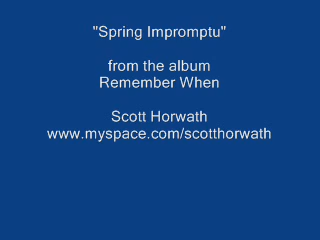 "Spring Impromptu"
from the album
Remember When
Scott Horwath
www.myspace.com/scotthorwath